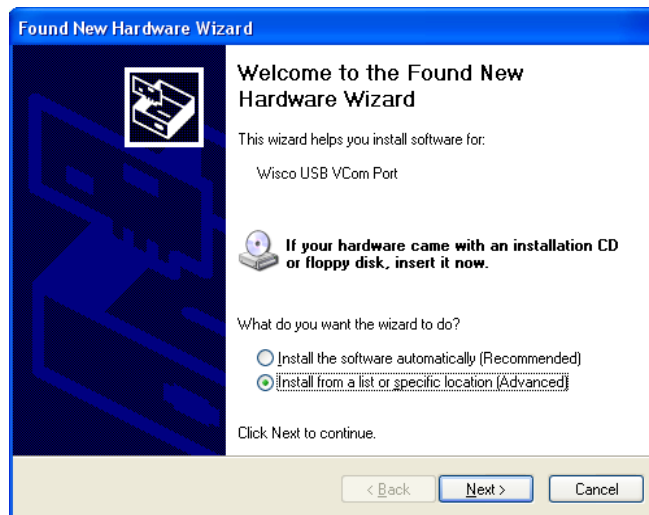 Found New Hardware Wizard
Welcome to the Found New
Hardware Wizard
This wizard helps you install software for:
Wisco USB VCom Port
If your hardware came with an installation CD
or floppy disk, insert it now.
What do you want the wizard to do?
Install the software automatically (Recommended)
Install from a list or specific location (Advanced)
Click Next to continue.
< Back
Next >
Cancel